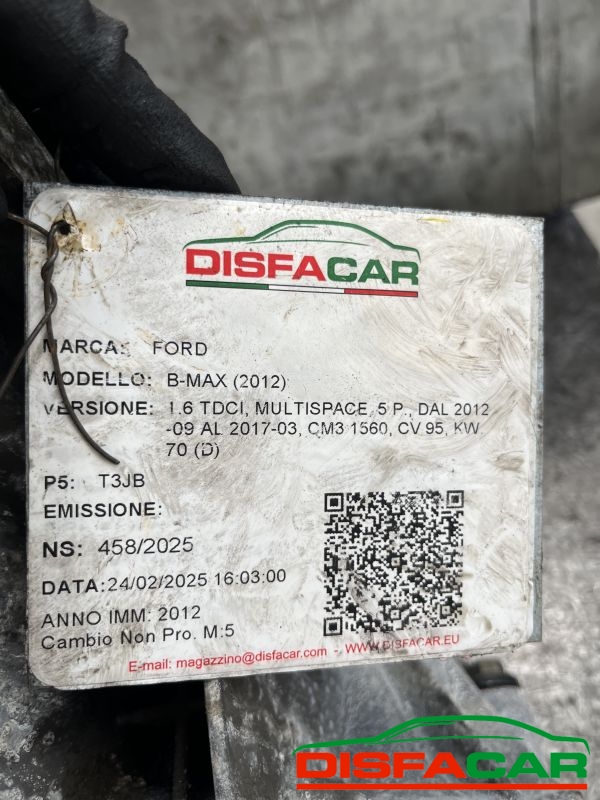 DISFACAR
MARCA: FORD
MODELLO: B-MAX (2012)
VERSIONE: 1.6 TDCI, MULTISPACE, 5 P., DAL 2012
-09 AL 2017-03, CM3 1560, CV 95, KW
70 (D)
P5: T3JB
EMISSIONE:
NS: 458/2025
DATA:24/02/2025 16:03:00
ANNO IMM: 2012
Cambio Non Pro. M:5
E-mail: magazzino@disfacar.com - WWW.DISFACAR.EU
DISFACAR